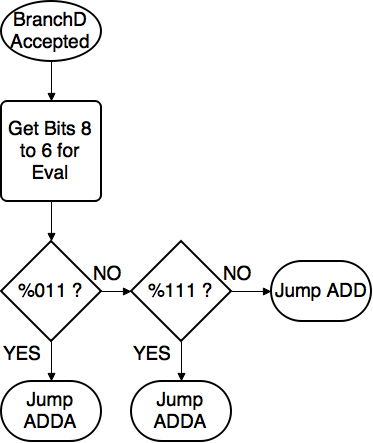 BranchD
Accepted
Get Bits 8
to 6 for
Eval
%011 ?
NO
%111 ?
NO
Jump ADD
YES
YES
Jump
ADDA
Jump
ADDA